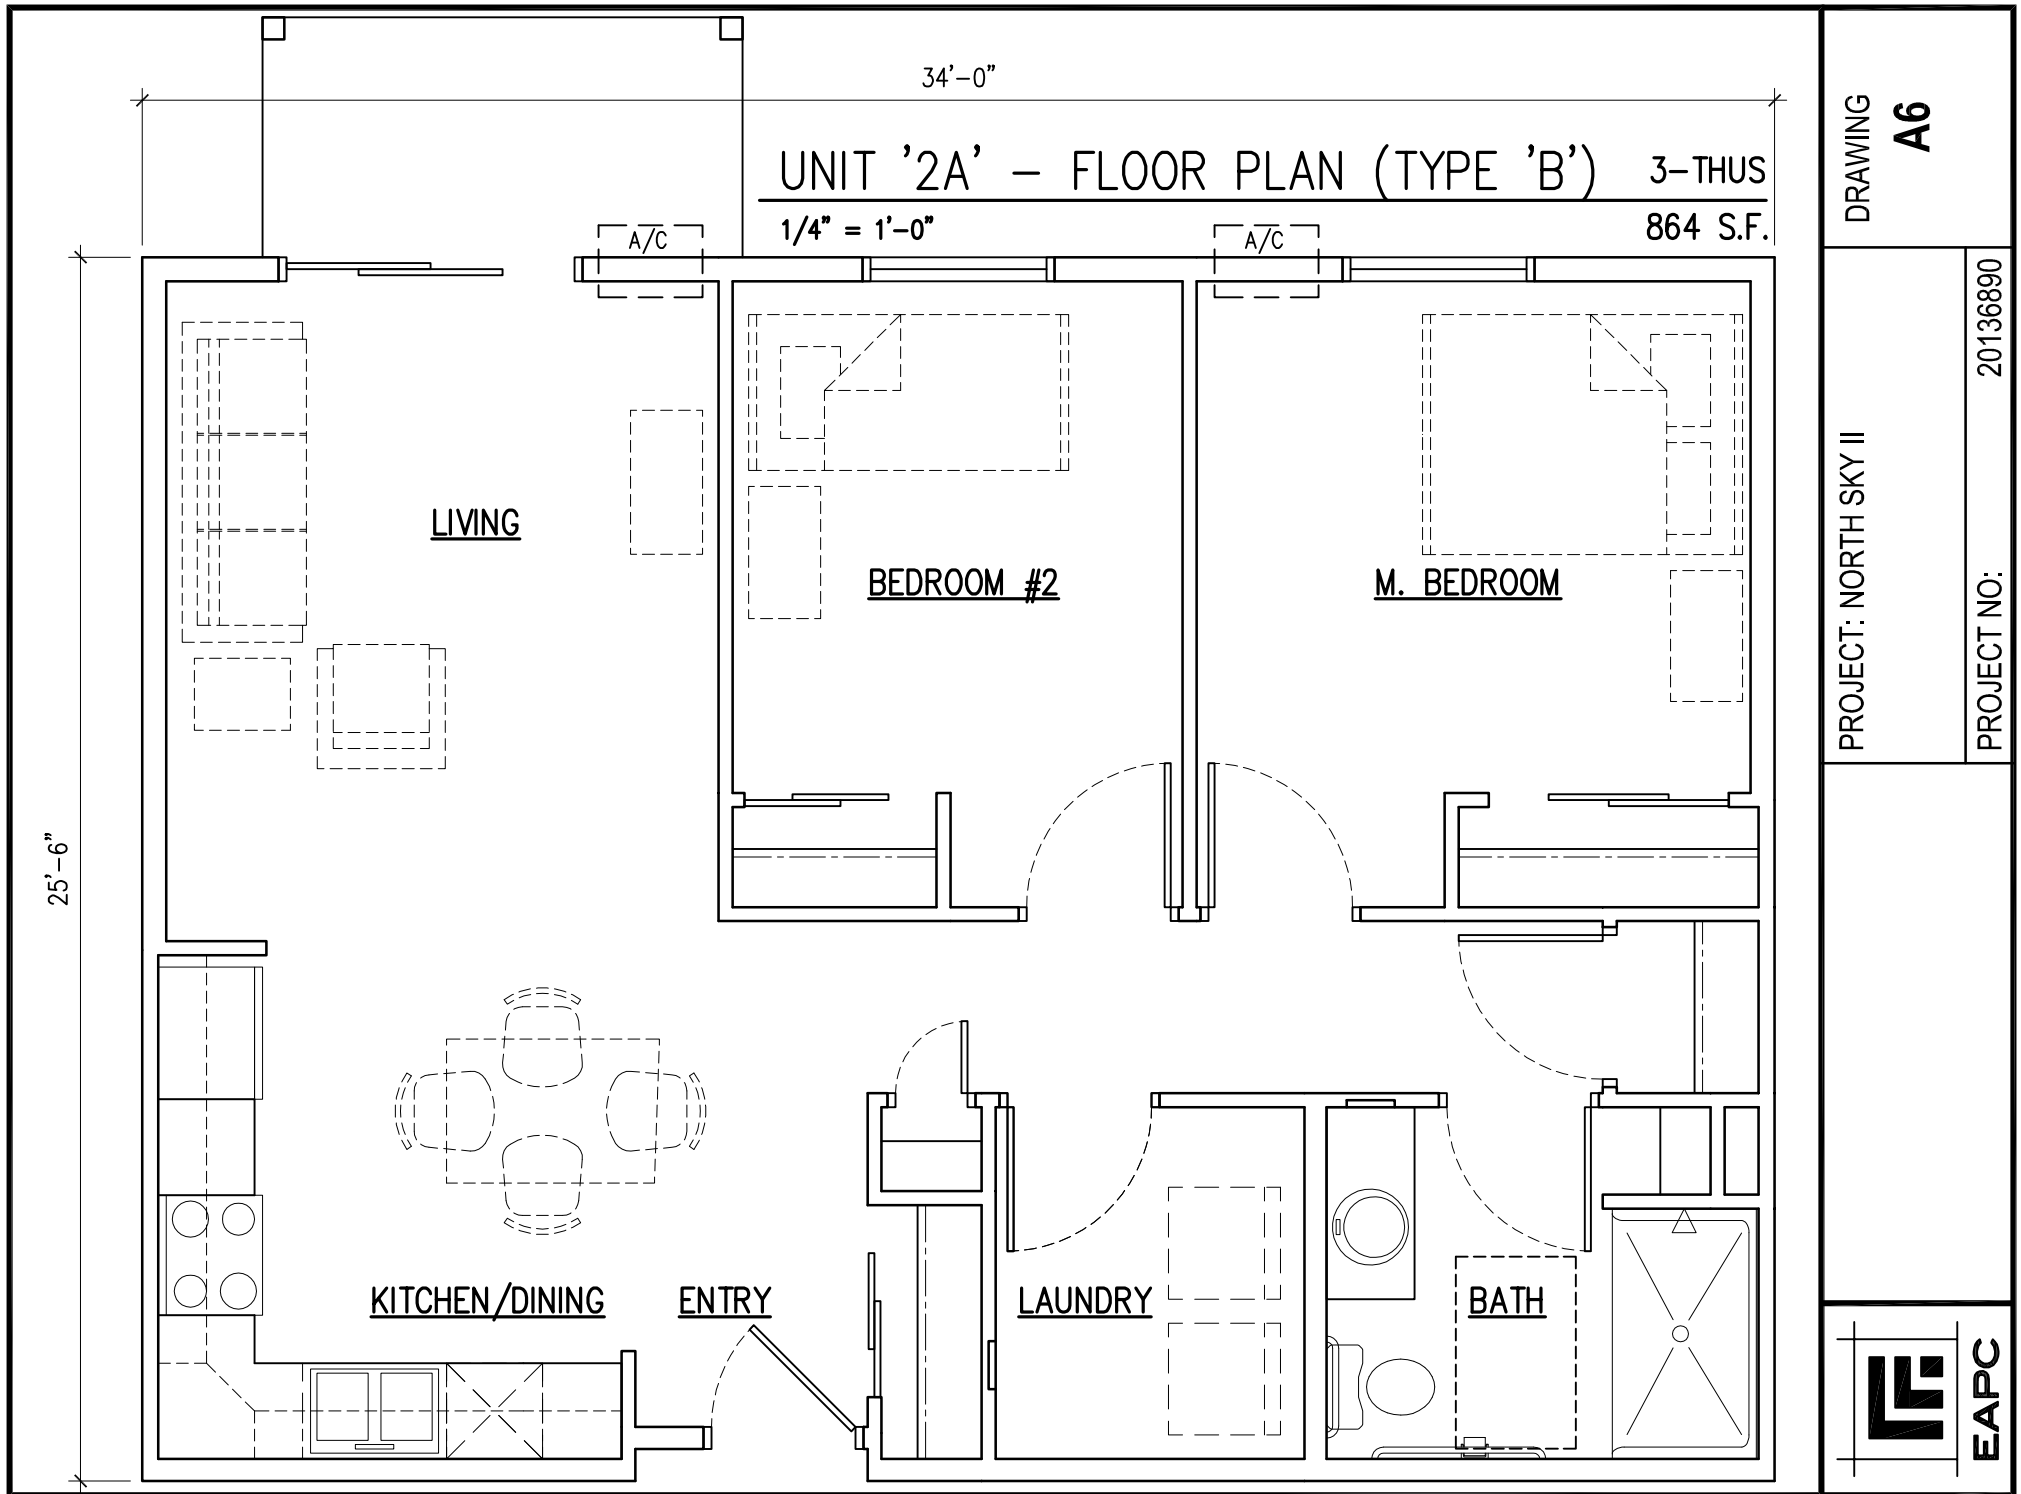 34'-0"
UNIT '2A' - FLOOR PLAN (TYPE 'B') 3-THUS
1/4" = 1'-0" 864 S.F.
A/C
A/C
25'-6"
LIVING
BEDROOM #2
M. BEDROOM
KITCHEN/DINING
ENTRY
LAUNDRY
BATH
DRAWING
A6
PROJECT: NORTH SKY II
PROJECT NO: 20136890
EAPC